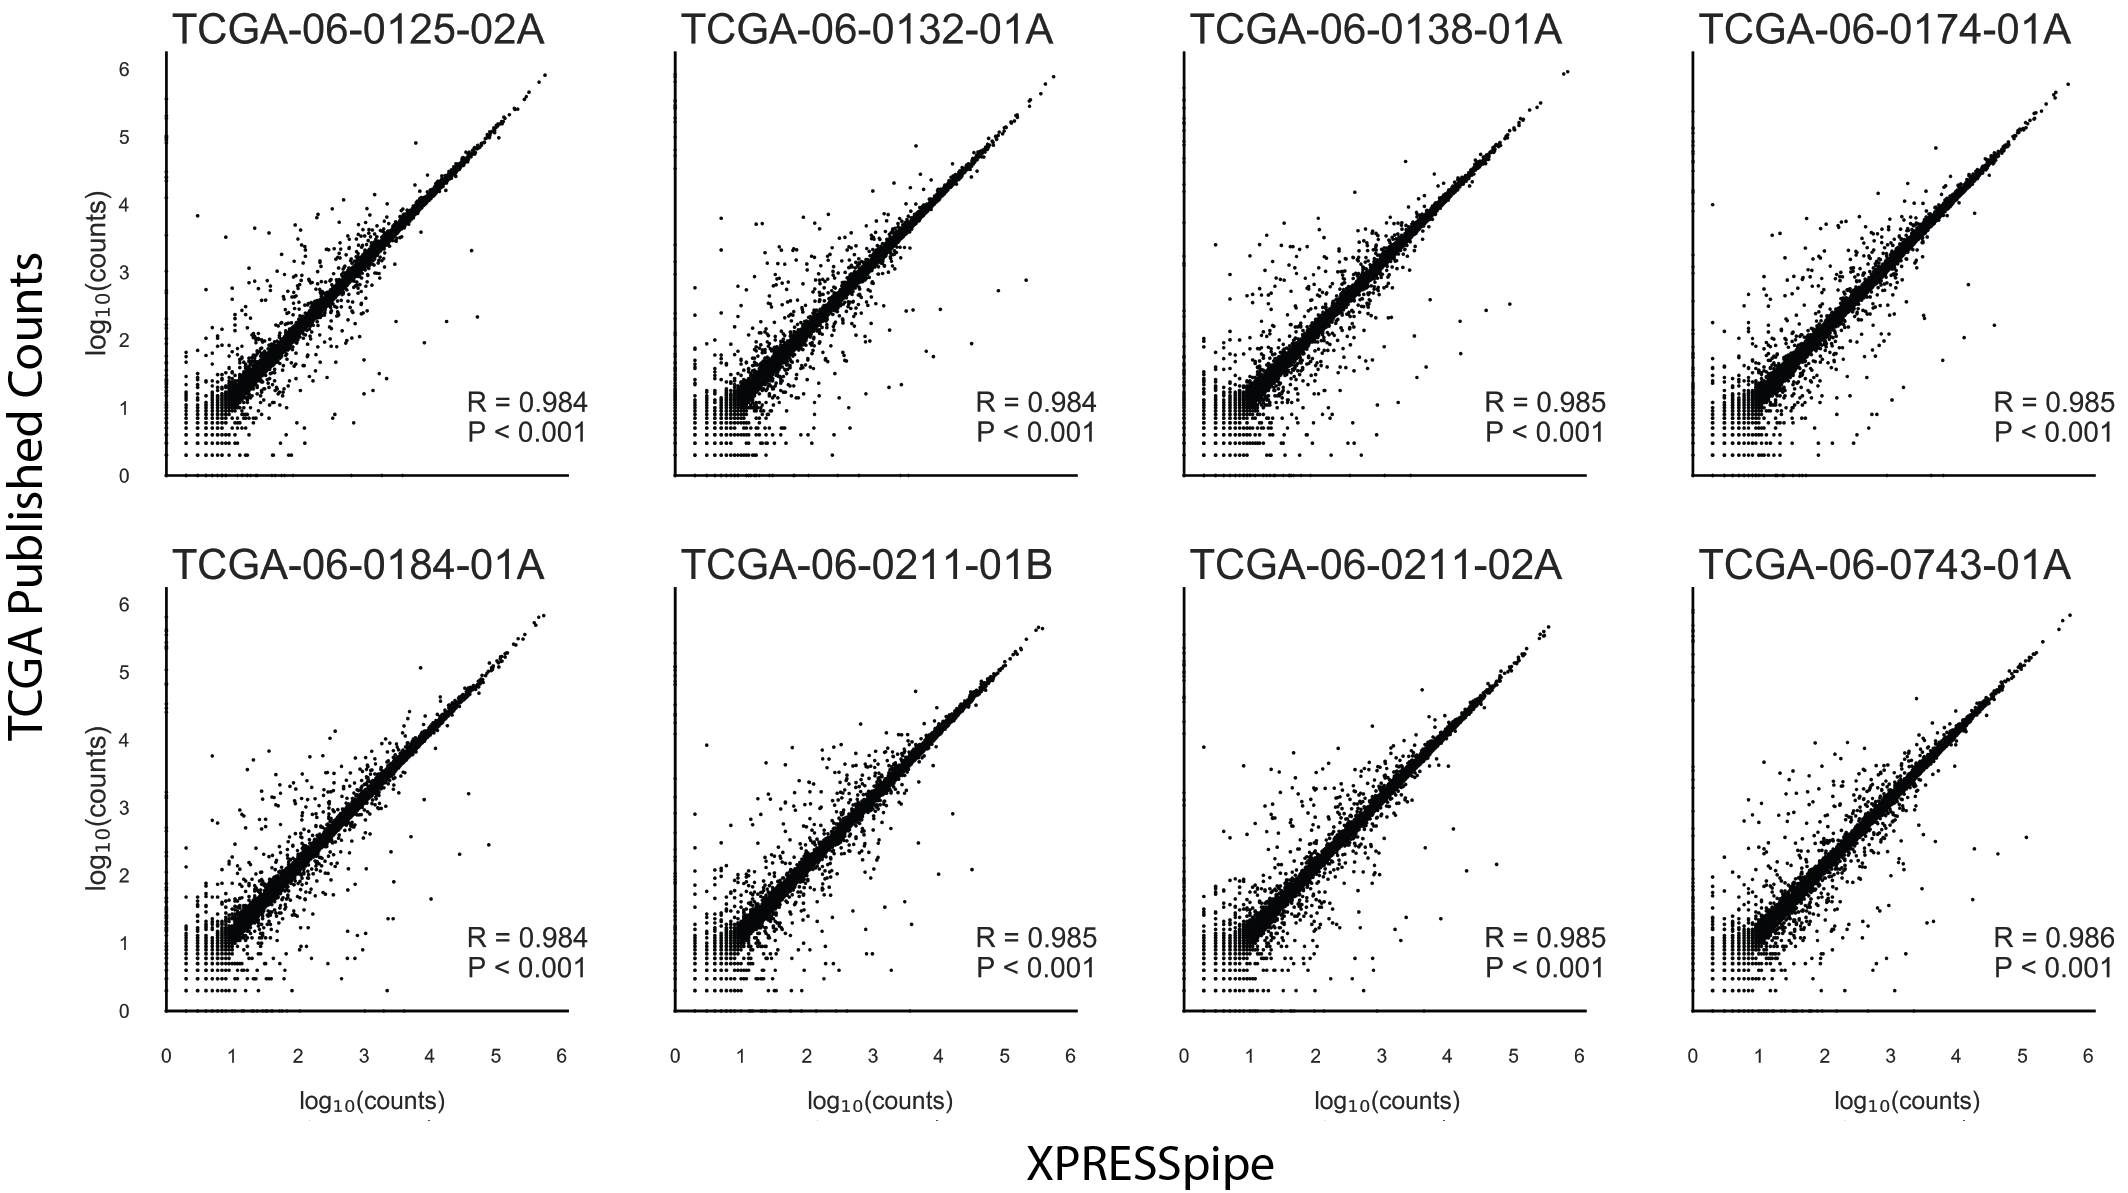 TCGA-06-0125-02A
TCGA-06-0132-01A
TCGA-06-0138-01A
TCGA-06-0174-01A
TCGA Published Counts
log₁₀(counts)
6
5
4
3
2
1
0
R = 0.984
P < 0.001
R = 0.984
P < 0.001
R = 0.985
P < 0.001
R = 0.985
P < 0.001
TCGA-06-0184-01A
TCGA-06-0211-01B
TCGA-06-0211-02A
TCGA-06-0743-01A
log₁₀(counts)
6
5
4
3
2
1
0
R = 0.984
P < 0.001
R = 0.985
P < 0.001
R = 0.985
P < 0.001
R = 0.986
P < 0.001
0 1 2 3 4 5 6
0 1 2 3 4 5 6
0 1 2 3 4 5 6
0 1 2 3 4 5 6
log₁₀(counts)
log₁₀(counts)
log₁₀(counts)
log₁₀(counts)
XPRESSpipe